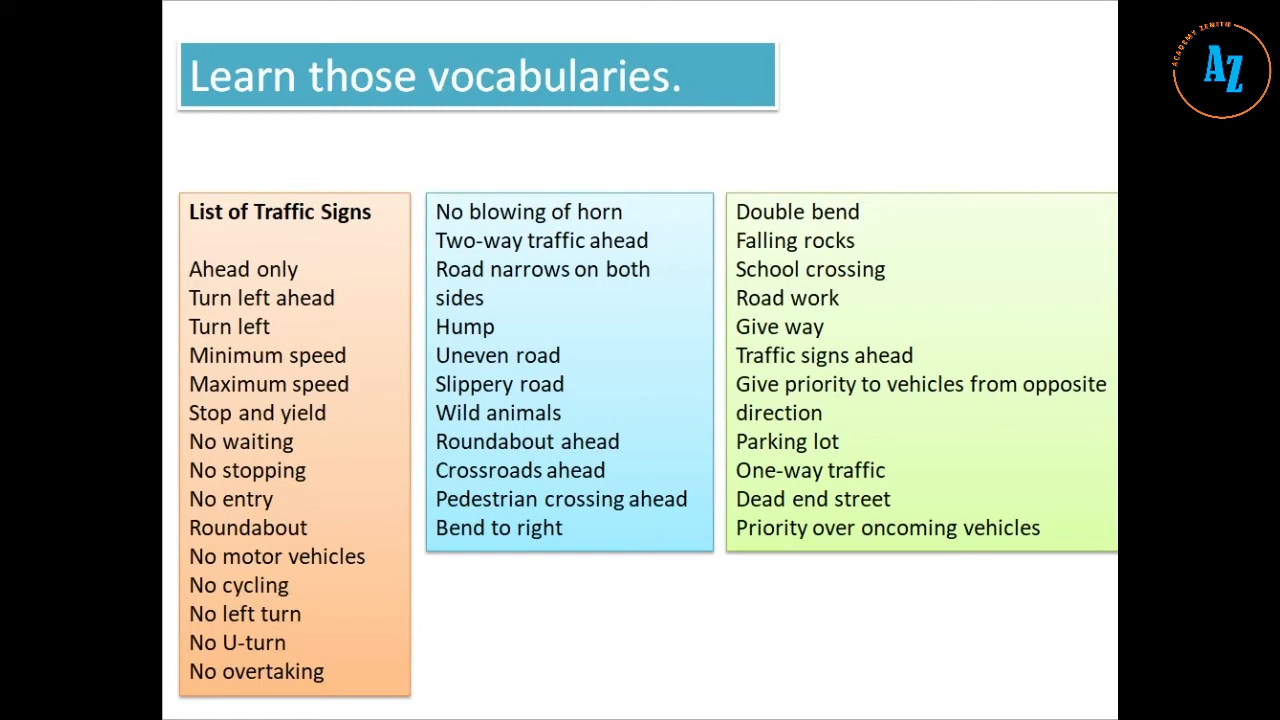 Learn those vocabularies.
List of Traffic Signs
Ahead only
Turn left ahead
Turn left
Minimum speed
Maximum speed
Stop and yield
No waiting
No stopping
No entry
Roundabout
No motor vehicles
No cycling
No left turn
No U-turn
No overtaking
No blowing of horn
Two-way traffic ahead
Road narrows on both
sides
Hump
Uneven road
Slippery road
Wild animals
Roundabout ahead
Crossroads ahead
Pedestrian crossing ahead
Bend to right
Double bend
Falling rocks
School crossing
Road work
Give way
Traffic signs ahead
Give priority to vehicles from opposite
direction
Parking lot
One-way traffic
Dead end street
Priority over oncoming vehicles
ACADEMY ZENITH
AZ